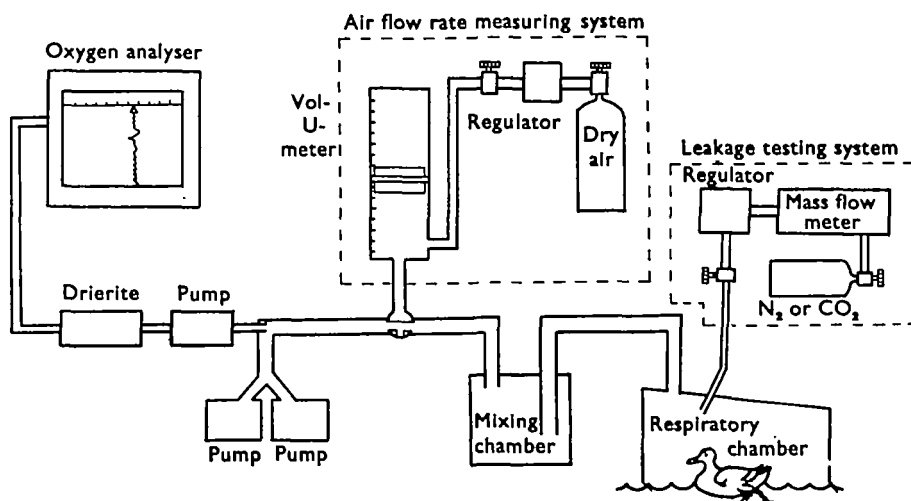 Air flow rate measuring system
Oxygen analyser
Vol-
U-
meter
Regulator
Dry
air
Leakage testing system
Regulator
Mass flow
meter
N₂ or CO₂
Drierite
Pump
Pump
Pump
Mixing
chamber
Respiratory
chamber